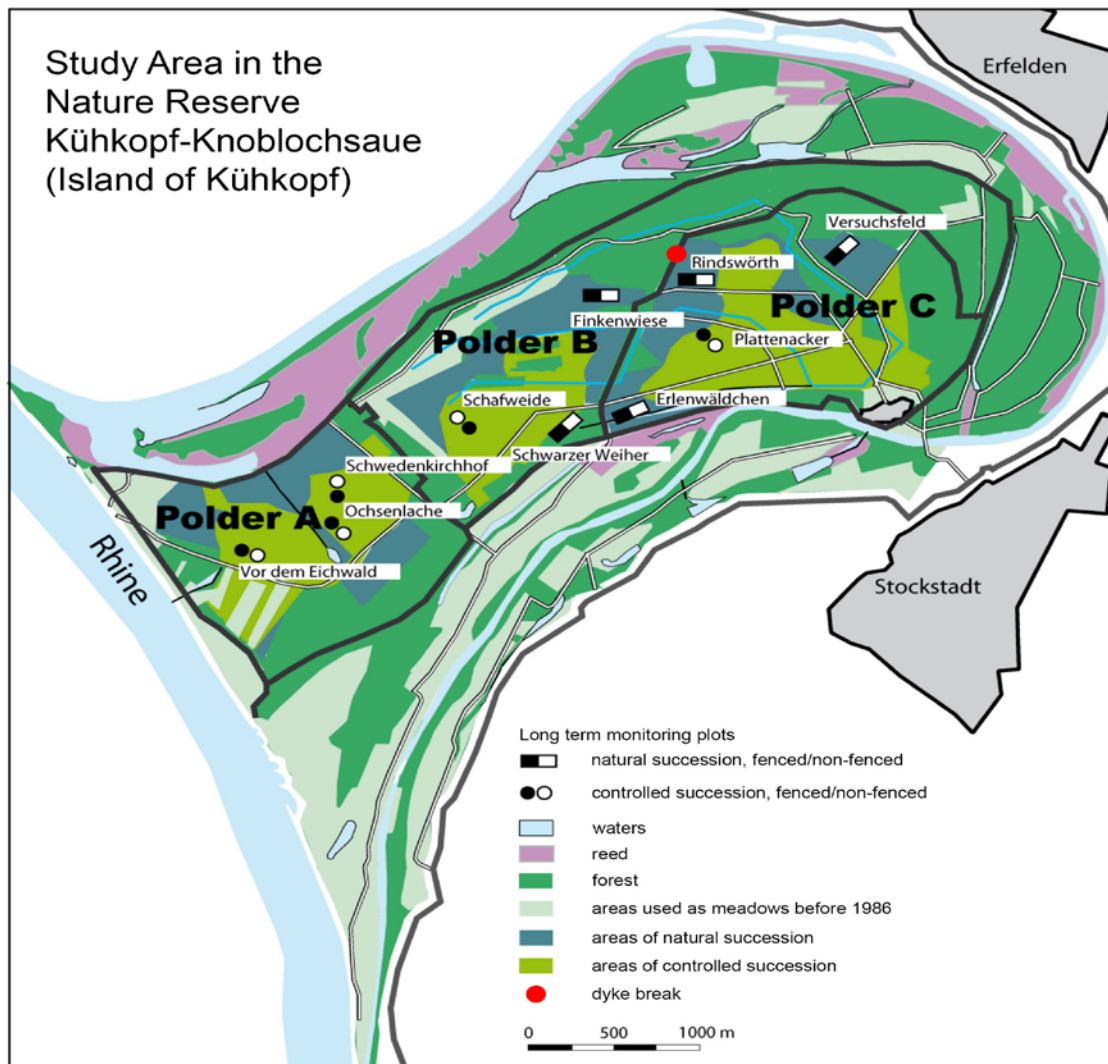 Study Area in the
Nature Reserve
Kühkopf-Knoblochsaue
(Island of Kühkopf)
Erfelden
Versuchsfeld
Rindswörth
Polder C
Finkenwiese
Polder B
Plattenacker
Schafweide
Erlenwäldchen
Schwarzer Weiher
Schwedenkirchhof
Ochsenlache
Polder A
Vor dem Eichwald
Rhine
Stockstadt
Long term monitoring plots
natural succession, fenced/non-fenced
controlled succession, fenced/non-fenced
waters
reed
forest
areas used as meadows before 1986
areas of natural succession
areas of controlled succession
dyke break
0 500 1000 m